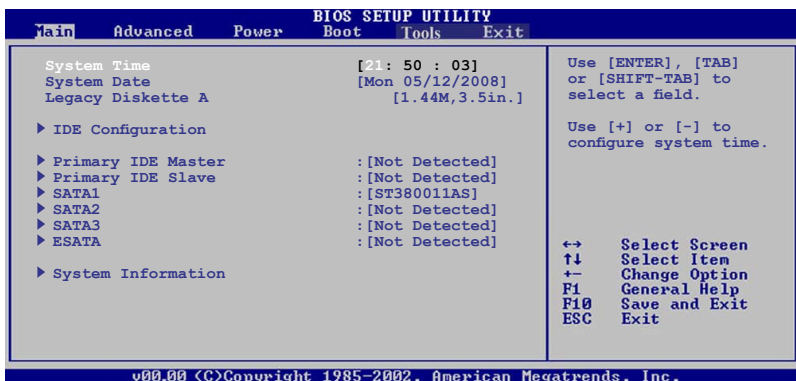 BIOS SETUP UTILITY
Main Advanced Power Boot Tools Exit
System Time [21: 50 : 03]
System Date [Mon 05/12/2008]
Legacy Diskette A [1.44M,3.5in.]
IDE Configuration
Primary IDE Master :[Not Detected]
Primary IDE Slave :[Not Detected]
SATA1 :[ST380011AS]
SATA2 :[Not Detected]
SATA3 :[Not Detected]
ESATA :[Not Detected]
System Information
Use [ENTER], [TAB]
or [SHIFT-TAB] to
select a field.
Use [+] or [-] to
configure system time.
←→ Select Screen
↑↓ Select Item
+- Change Option
F1 General Help
F10 Save and Exit
ESC Exit
v00.00 (C)Copyright 1985-2002, American Megatrends, Inc.